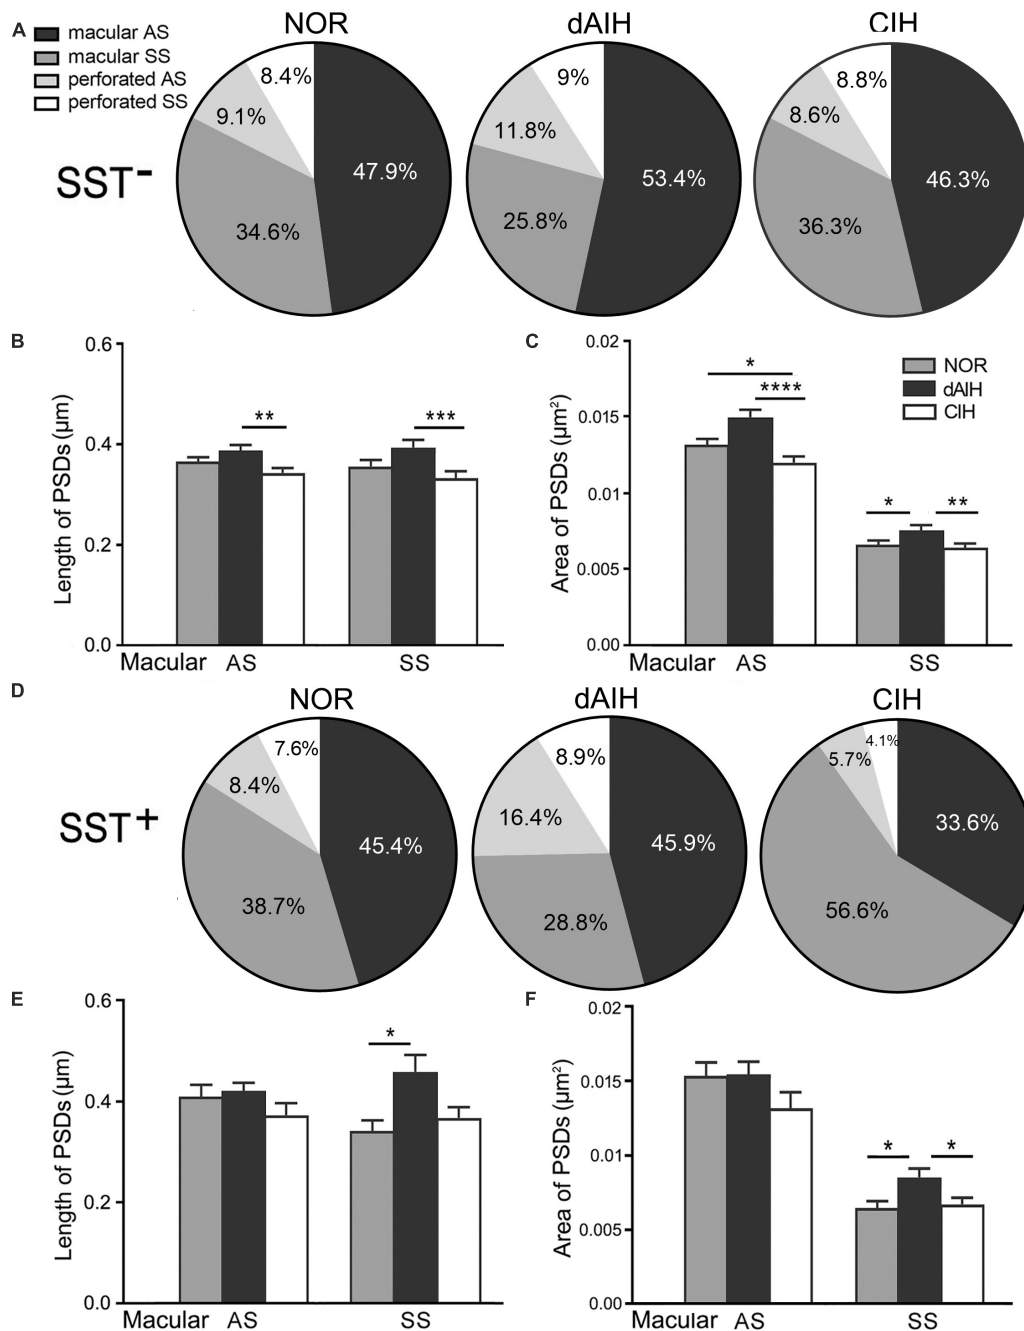 A
macular AS
macular SS
perforated AS
perforated SS
NOR
dAIH
CIH
SST-
8.4%
9.1%
47.9%
34.6%
9%
11.8%
53.4%
25.8%
8.8%
8.6%
46.3%
36.3%
B
Length of PSDs (µm)
0.6
0.4
0.2
0.0
**
***
Macular AS SS
C
Area of PSDs (µm²)
0.02
0.015
0.01
0.005
0.00
*
****
*
**
NOR
dAIH
CIH
Macular AS SS
D
NOR
dAIH
CIH
SST+
7.6%
8.4%
45.4%
38.7%
8.9%
16.4%
45.9%
28.8%
4.1%
5.7%
33.6%
56.6%
E
Length of PSDs (µm)
0.6
0.4
0.2
0.0
*
Macular AS SS
F
Area of PSDs (µm²)
0.02
0.015
0.01
0.005
0.00
*
*
Macular AS SS